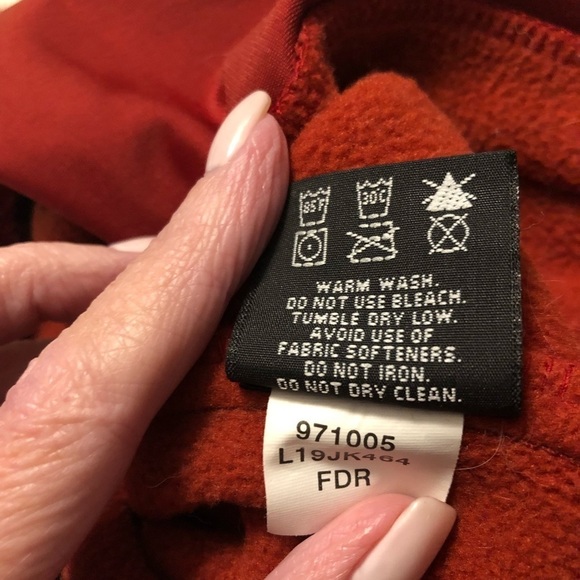 85F 30C
WARM WASH.
DO NOT USE BLEACH.
TUMBLE DRY LOW.
AVOID USE OF
FABRIC SOFTENERS.
DO NOT IRON.
DO NOT DRY CLEAN.
971005
L19JK464
FDR